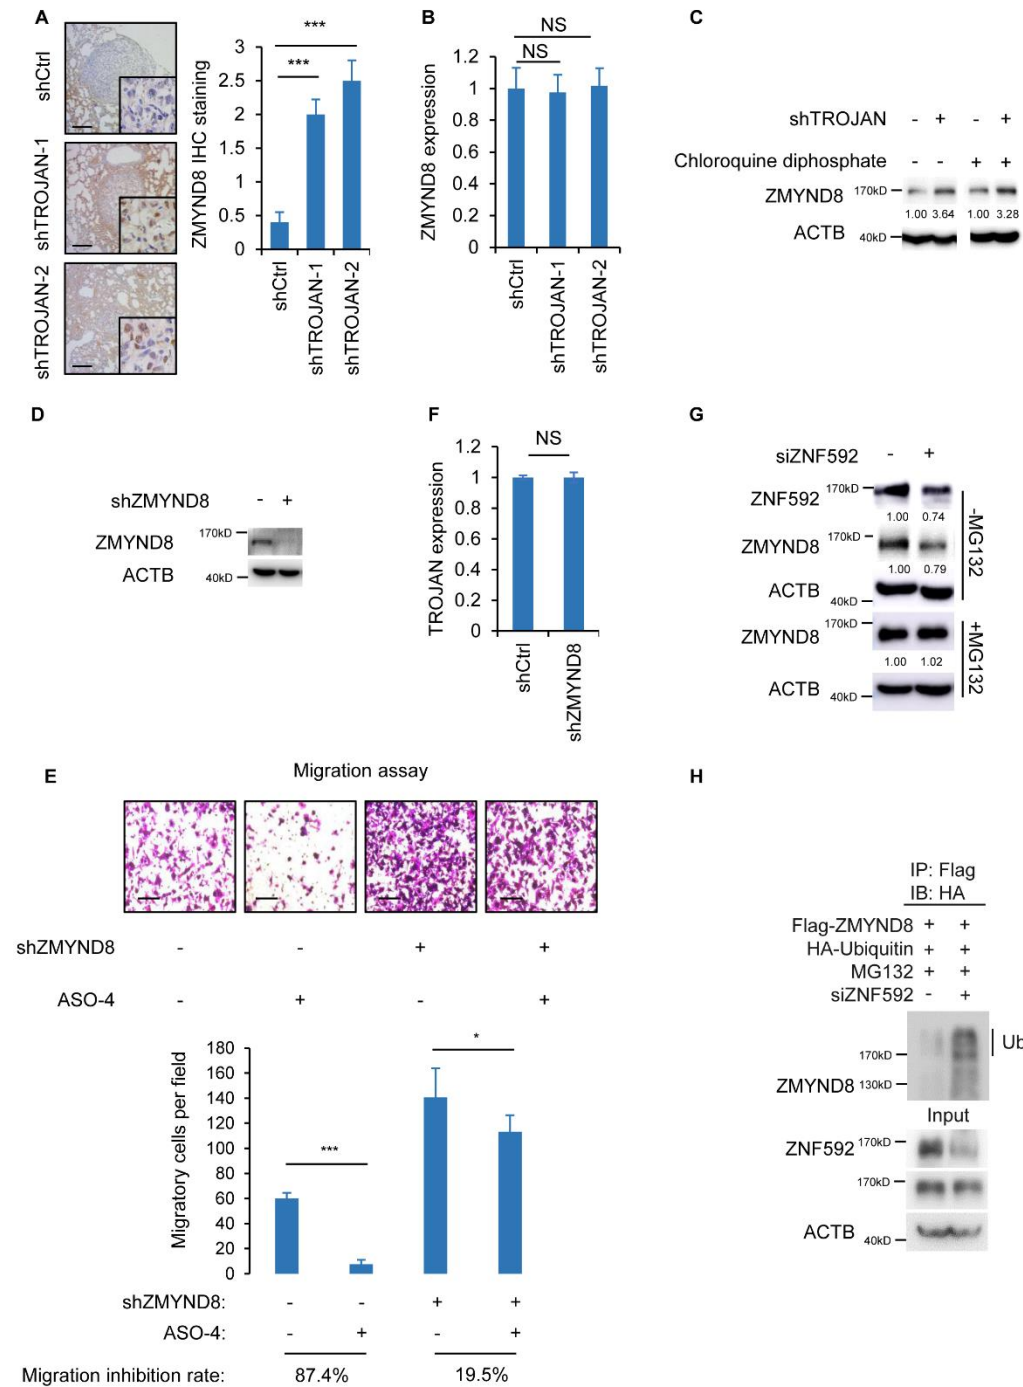 A
shCtrl
shTROJAN-1
shTROJAN-2
ZMYND8 IHC staining
3
2.5
2
1.5
1
0.5
0
***
***
shCtrl
shTROJAN-1
shTROJAN-2
B
ZMYND8 expression
1.2
1
0.8
0.6
0.4
0.2
0
NS
NS
shCtrl
shTROJAN-1
shTROJAN-2
C
shTROJAN - + - +
Chloroquine diphosphate - - + +
ZMYND8 170kD
1.00 3.64 1.00 3.28
ACTB 40kD
D
shZMYND8 - +
170kD
ZMYND8
ACTB 40kD
F
TROJAN expression
1.2
1
0.8
0.6
0.4
0.2
0
NS
shCtrl
shZMYND8
G
siZNF592 - +
ZNF592 170kD
1.00 0.74
ZMYND8 170kD
1.00 0.79
ACTB 40kD
-MG132
ZMYND8 170kD
1.00 1.02
ACTB 40kD
+MG132
E
Migration assay
shZMYND8 - - + +
ASO-4 - + - +
Migratory cells per field
180
160
140
120
100
80
60
40
20
0
***
*
shZMYND8: - - + +
ASO-4: - + - +
Migration inhibition rate: 87.4% 19.5%
H
IP: Flag
IB: HA
Flag-ZMYND8 + +
HA-Ubiquitin + +
MG132 + +
siZNF592 - +
Ub
170kD
ZMYND8 130kD
Input
ZNF592 170kD
170kD
ACTB 40kD